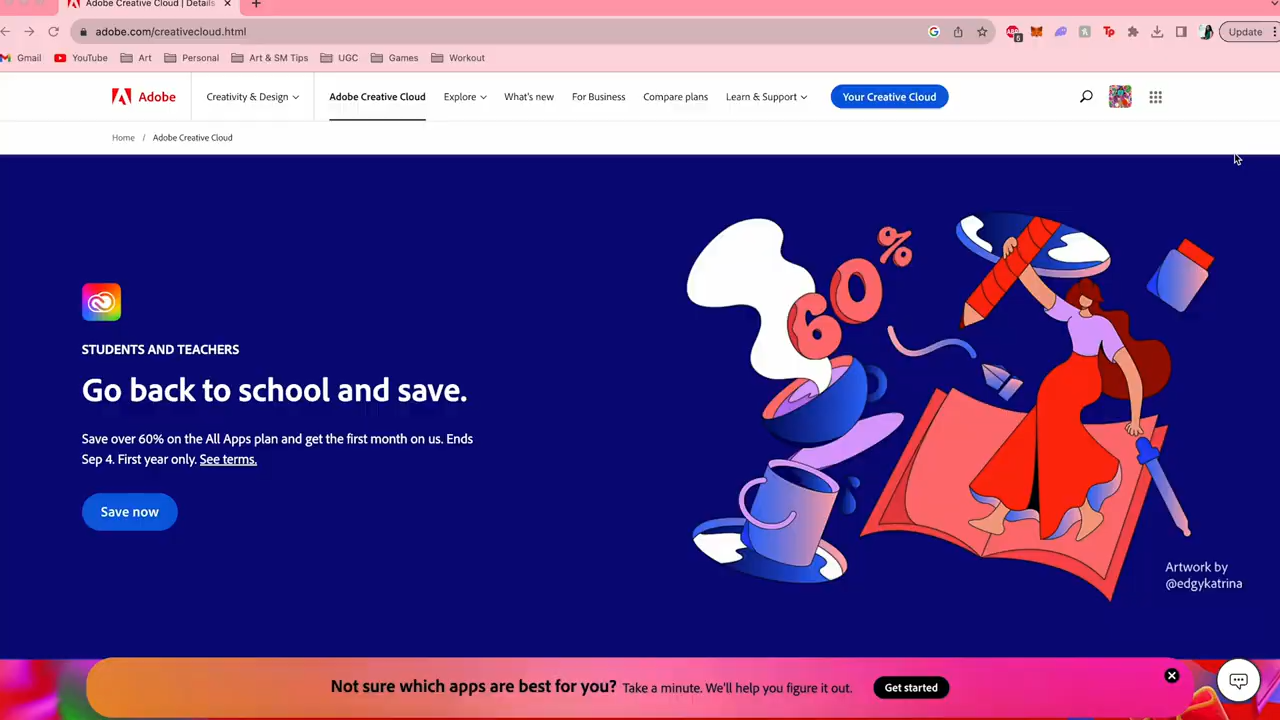 Adobe Creative Cloud | Details
adobe.com/creativecloud.html
6
Tp
Update
Gmail
YouTube
Art
Personal
Art & SM Tips
UGC
Games
Workout
Adobe
Creativity & Design
Adobe Creative Cloud
Explore
What's new
For Business
Compare plans
Learn & Support
Your Creative Cloud
Home / Adobe Creative Cloud
60%
STUDENTS AND TEACHERS
Go back to school and save.
Save over 60% on the All Apps plan and get the first month on us. Ends
Sep 4. First year only. See terms.
Save now
Artwork by
@edgykatrina
Not sure which apps are best for you? Take a minute. We'll help you figure it out.
Get started